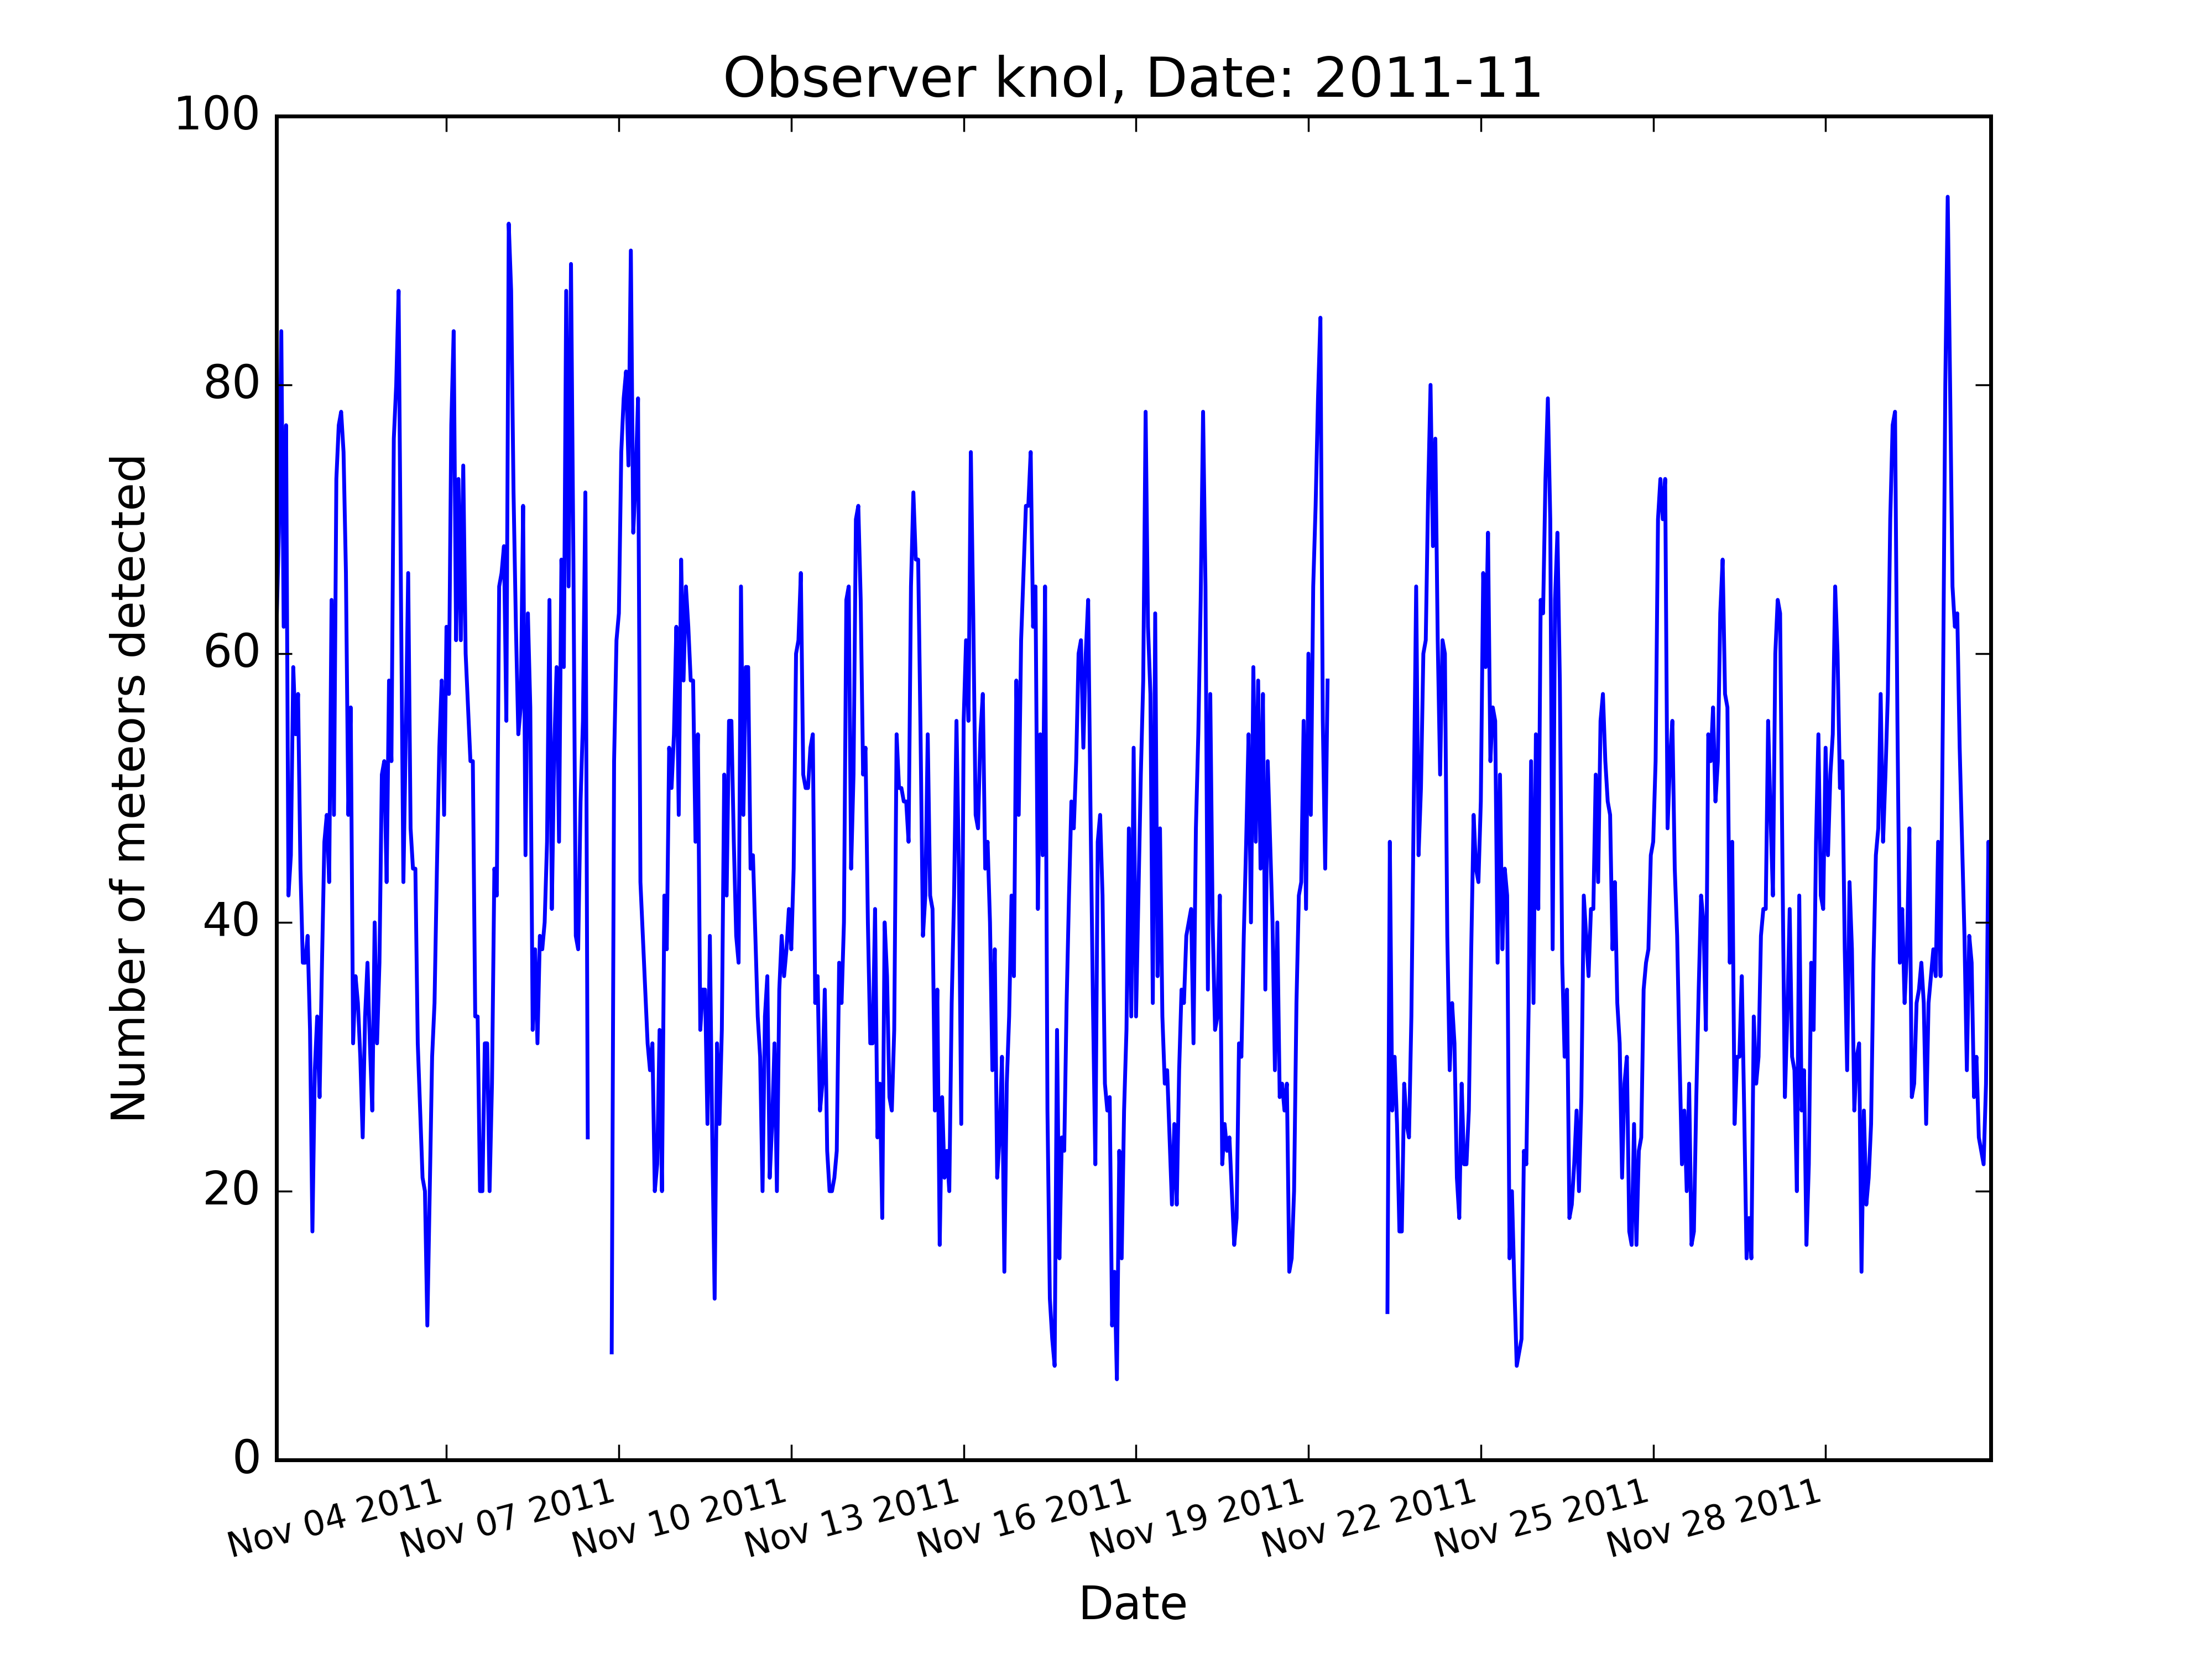 Observer knol, Date: 2011-11
Number of meteors detected
100
80
60
40
20
0
Nov 04 2011
Nov 07 2011
Nov 10 2011
Nov 13 2011
Nov 16 2011
Nov 19 2011
Nov 22 2011
Nov 25 2011
Nov 28 2011
Date